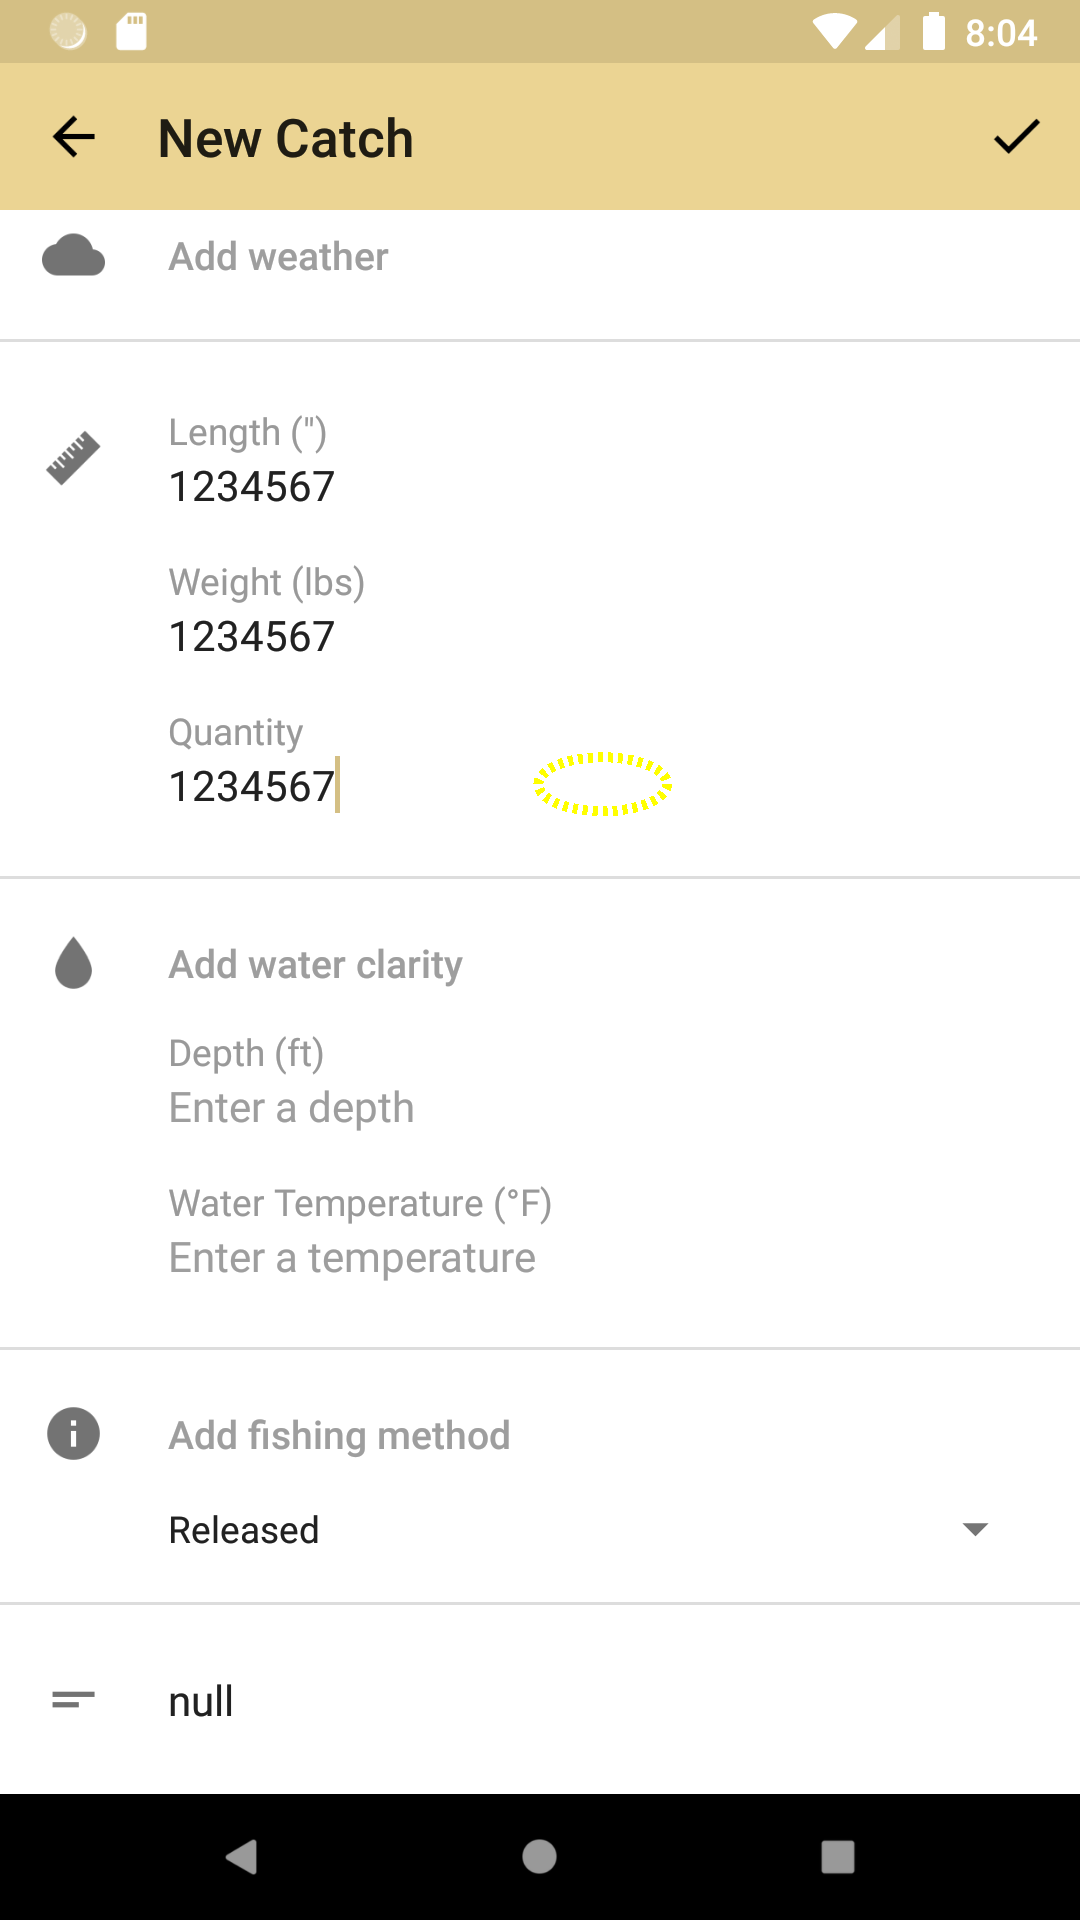 8:04
New Catch
Add weather
Length (")
1234567
Weight (lbs)
1234567
Quantity
1234567
Add water clarity
Depth (ft)
Enter a depth
Water Temperature (°F)
Enter a temperature
Add fishing method
Released
null